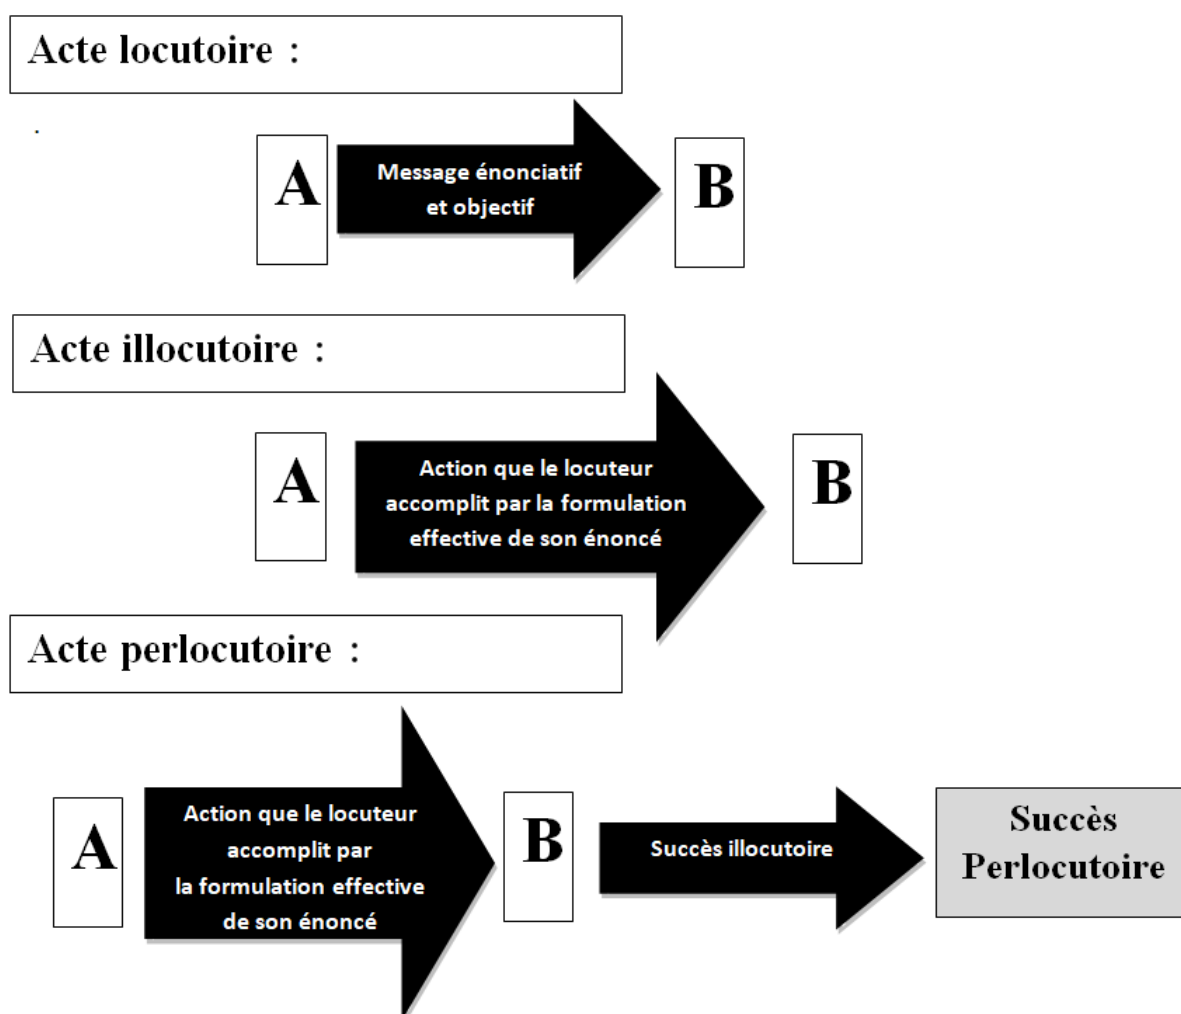 Acte locutoire :
.
A
Message énonciatif
et objectif
B
Acte illocutoire :
A
Action que le locuteur
accomplit par la formulation
effective de son énoncé
B
Acte perlocutoire :
A
Action que le locuteur
accomplit par
la formulation effective
de son énoncé
B
Succès illocutoire
Succès
Perlocutoire